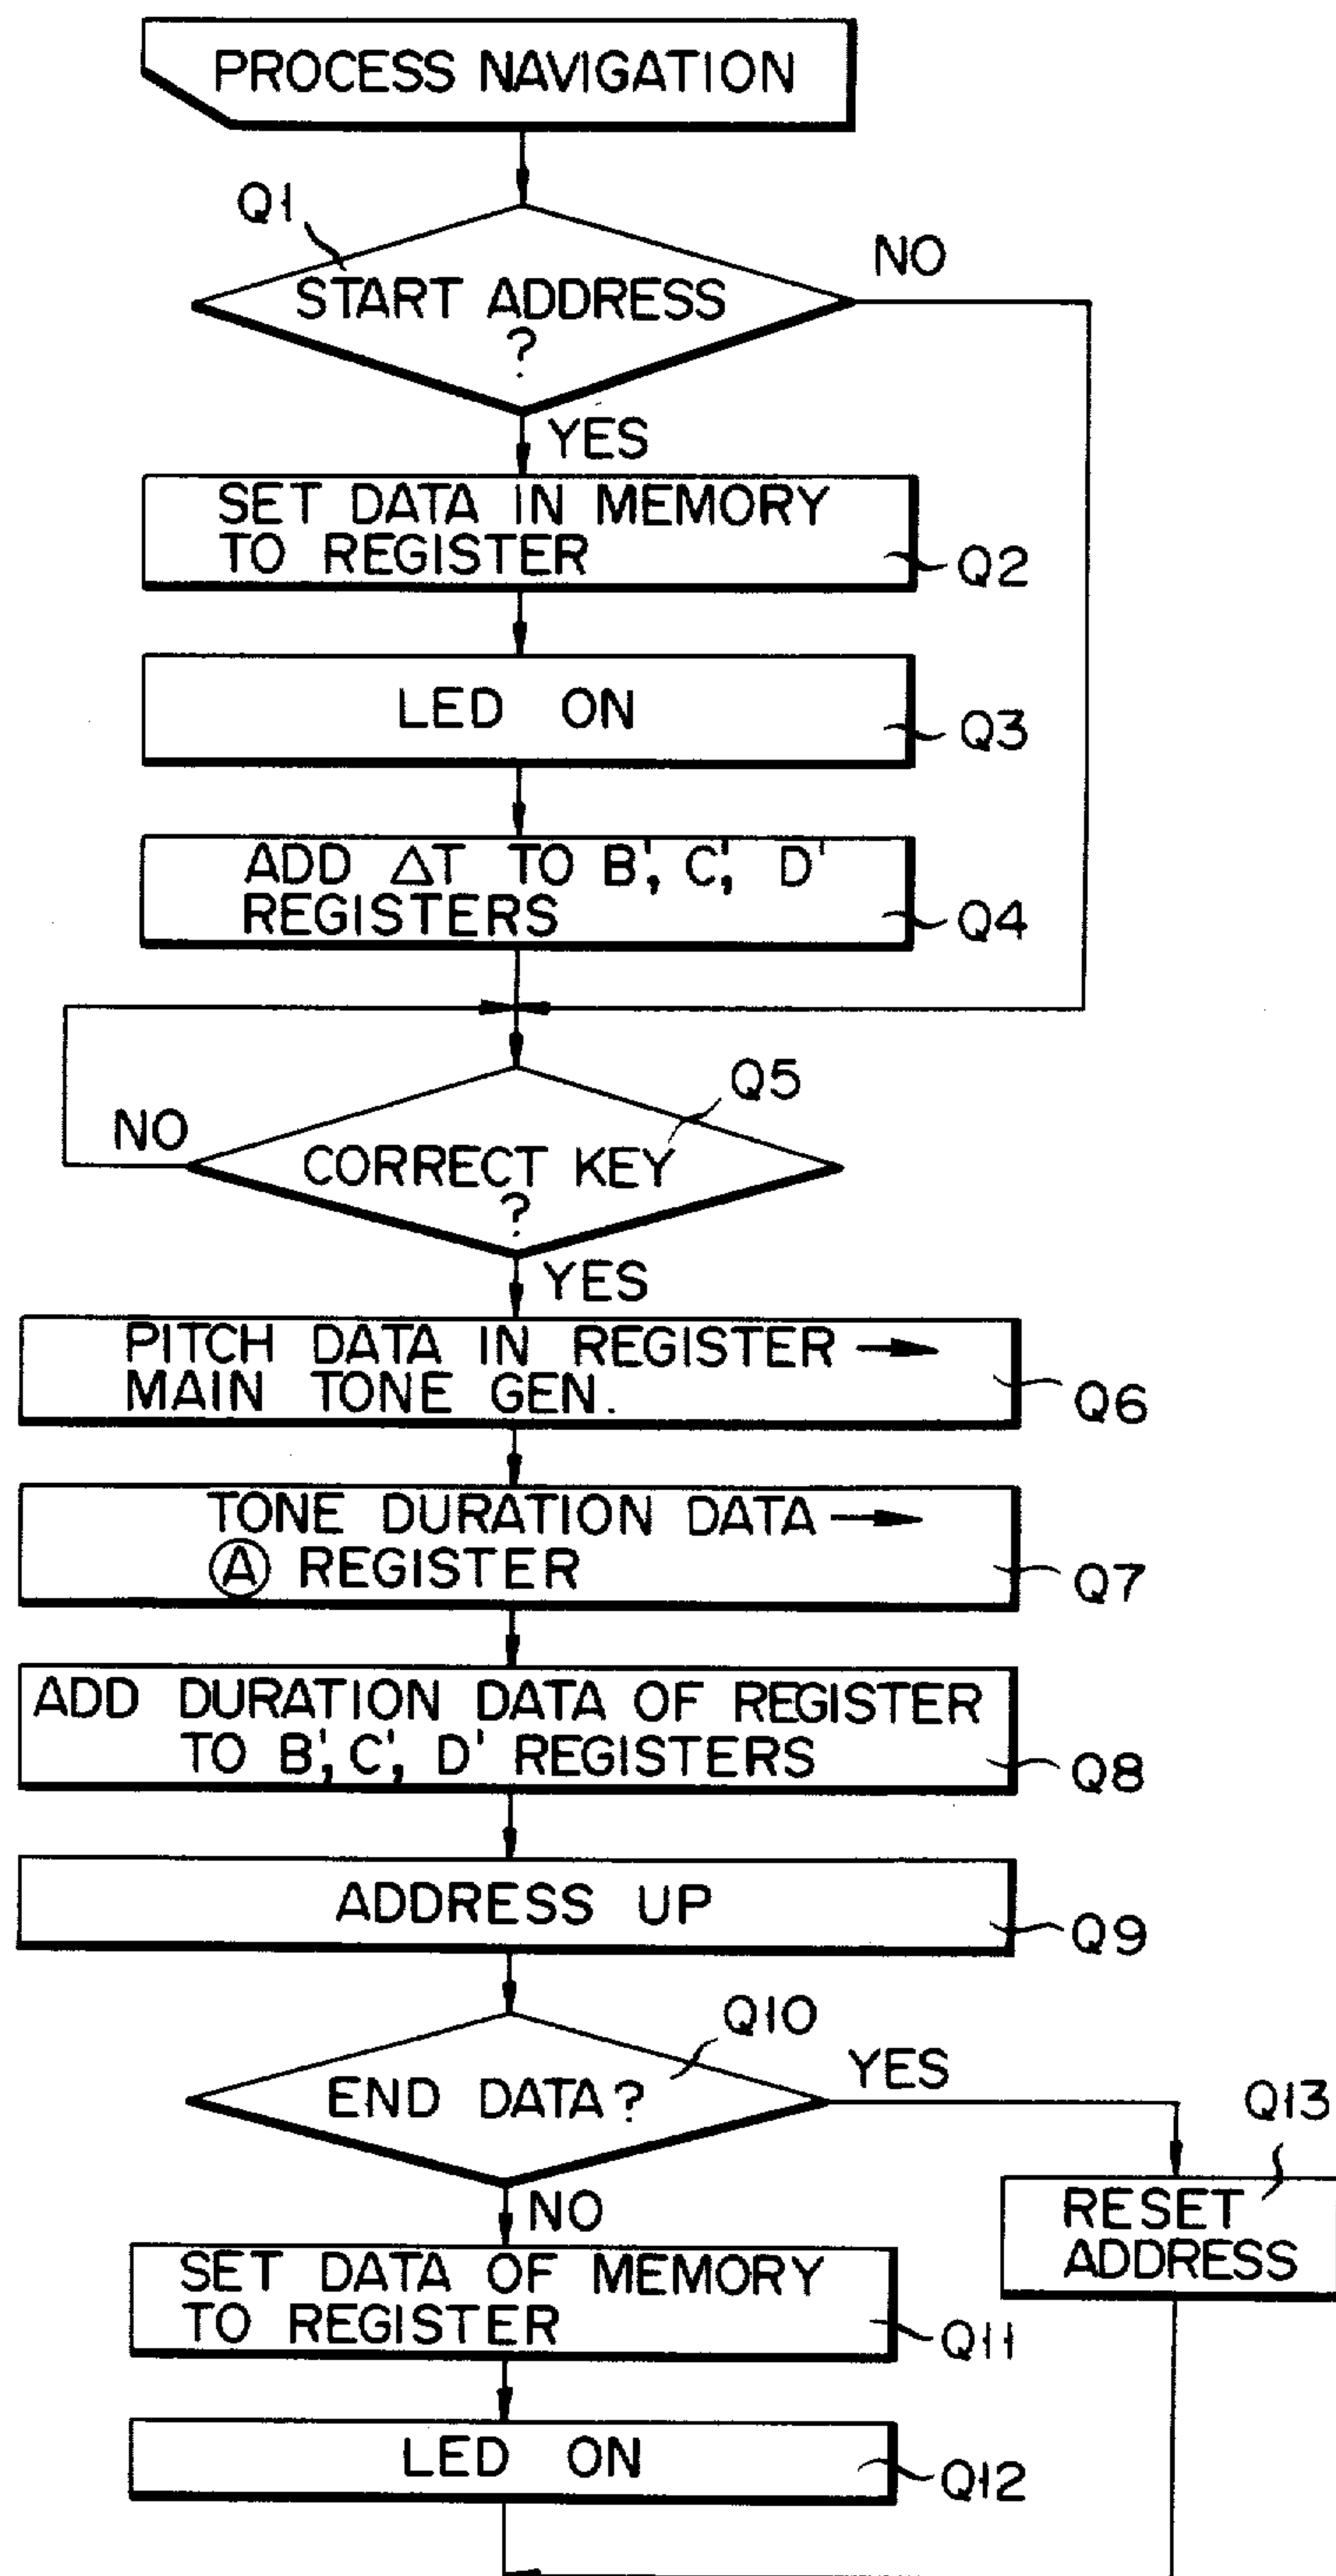 PROCESS NAVIGATION
Q1
NO
START ADDRESS
?
YES
SET DATA IN MEMORY
TO REGISTER
Q2
LED ON
Q3
ADD ΔT TO B', C', D'
REGISTERS
Q4
Q5
NO
CORRECT KEY
?
YES
PITCH DATA IN REGISTER →
MAIN TONE GEN.
Q6
TONE DURATION DATA →
Ⓐ REGISTER
Q7
ADD DURATION DATA OF REGISTER
TO B', C', D' REGISTERS
Q8
ADDRESS UP
Q9
Q10
YES
END DATA?
Q13
NO
RESET
ADDRESS
SET DATA OF MEMORY
TO REGISTER
Q11
LED ON
Q12